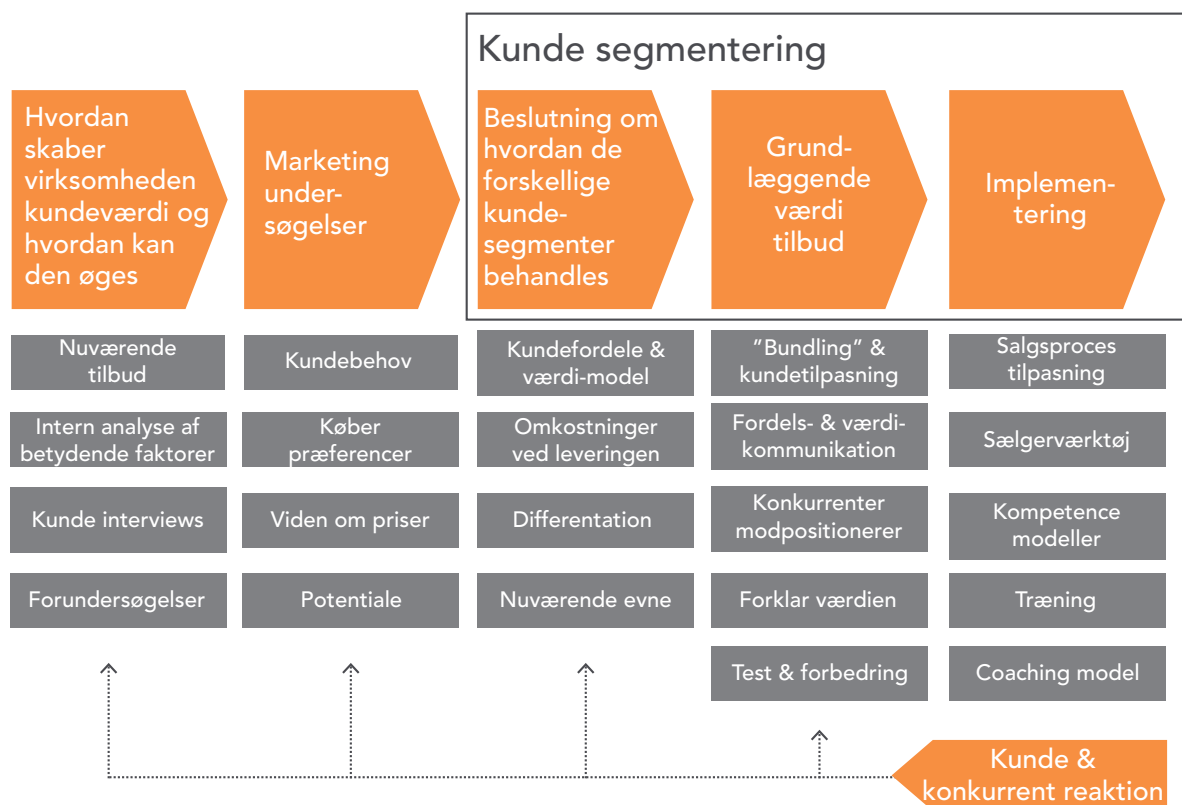 Kunde segmentering
Hvordan
skaber
virksomheden
kundeværdi og
hvordan kan
den øges
Marketing
under-
søgelser
Beslutning om
hvordan de
forskellige
kunde-
segmenter
behandles
Grund-
læggende
værdi
tilbud
Implemen-
tering
Nuværende
tilbud
Intern analyse af
betydende faktorer
Kunde interviews
Forundersøgelser
Kundebehov
Køber
præferencer
Viden om priser
Potentiale
Kundefordele &
værdi-model
Omkostninger
ved leveringen
Differentation
Nuværende evne
”Bundling” &
kundetilpasning
Fordels- & værdi-
kommunikation
Konkurrenter
modpositionerer
Forklar værdien
Test & forbedring
Salgsproces
tilpasning
Sælgerværktøj
Kompetence
modeller
Træning
Coaching model
Kunde &
konkurrent reaktion